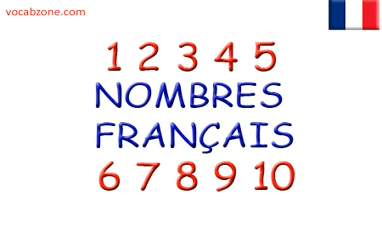 vocabzone.com
1 2 3 4 5
NOMBRES
FRANÇAIS
6 7 8 9 10